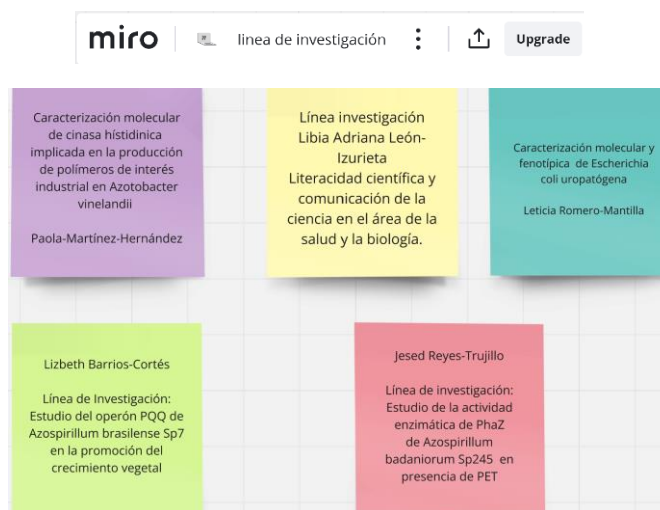 miro
linea de investigación
Upgrade
Caracterización molecular
de cinasa hístidinica
implicada en la producción
de polímeros de interés
industrial en Azotobacter
vinelandii
Paola-Martínez-Hernández
Línea investigación
Libia Adriana León-
Izurieta
Literacidad científica y
comunicación de la
ciencia en el área de la
salud y la biología.
Caracterización molecular y
fenotípica de Escherichia
coli uropatógena
Leticia Romero-Mantilla
Lizbeth Barrios-Cortés
Línea de Investigación:
Estudio del operón PQQ de
Azospirillum brasilense Sp7
en la promoción del
crecimiento vegetal
Jesed Reyes-Trujillo
Línea de investigación:
Estudio de la actividad
enzimática de PhaZ
de Azospirillum
badaniorum Sp245 en
presencia de PET